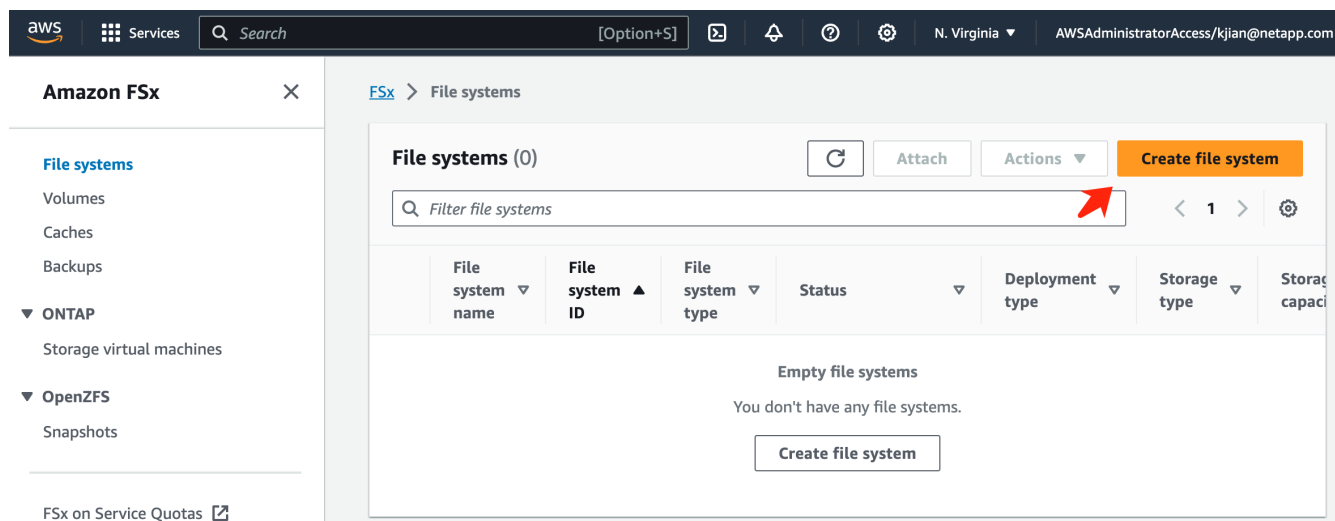 aws
Services
Search
[Option+S]
N. Virginia
AWSAdministratorAccess/kjian@netapp.com
Amazon FSx
File systems
Volumes
Caches
Backups
ONTAP
Storage virtual machines
OpenZFS
Snapshots
FSx on Service Quotas
FSx > File systems
File systems (0)
Attach
Actions
Create file system
Filter file systems
1
File
system
name
File
system
ID
File
system
type
Status
Deployment
type
Storage
type
Storag
capaci
Empty file systems
You don't have any file systems.
Create file system